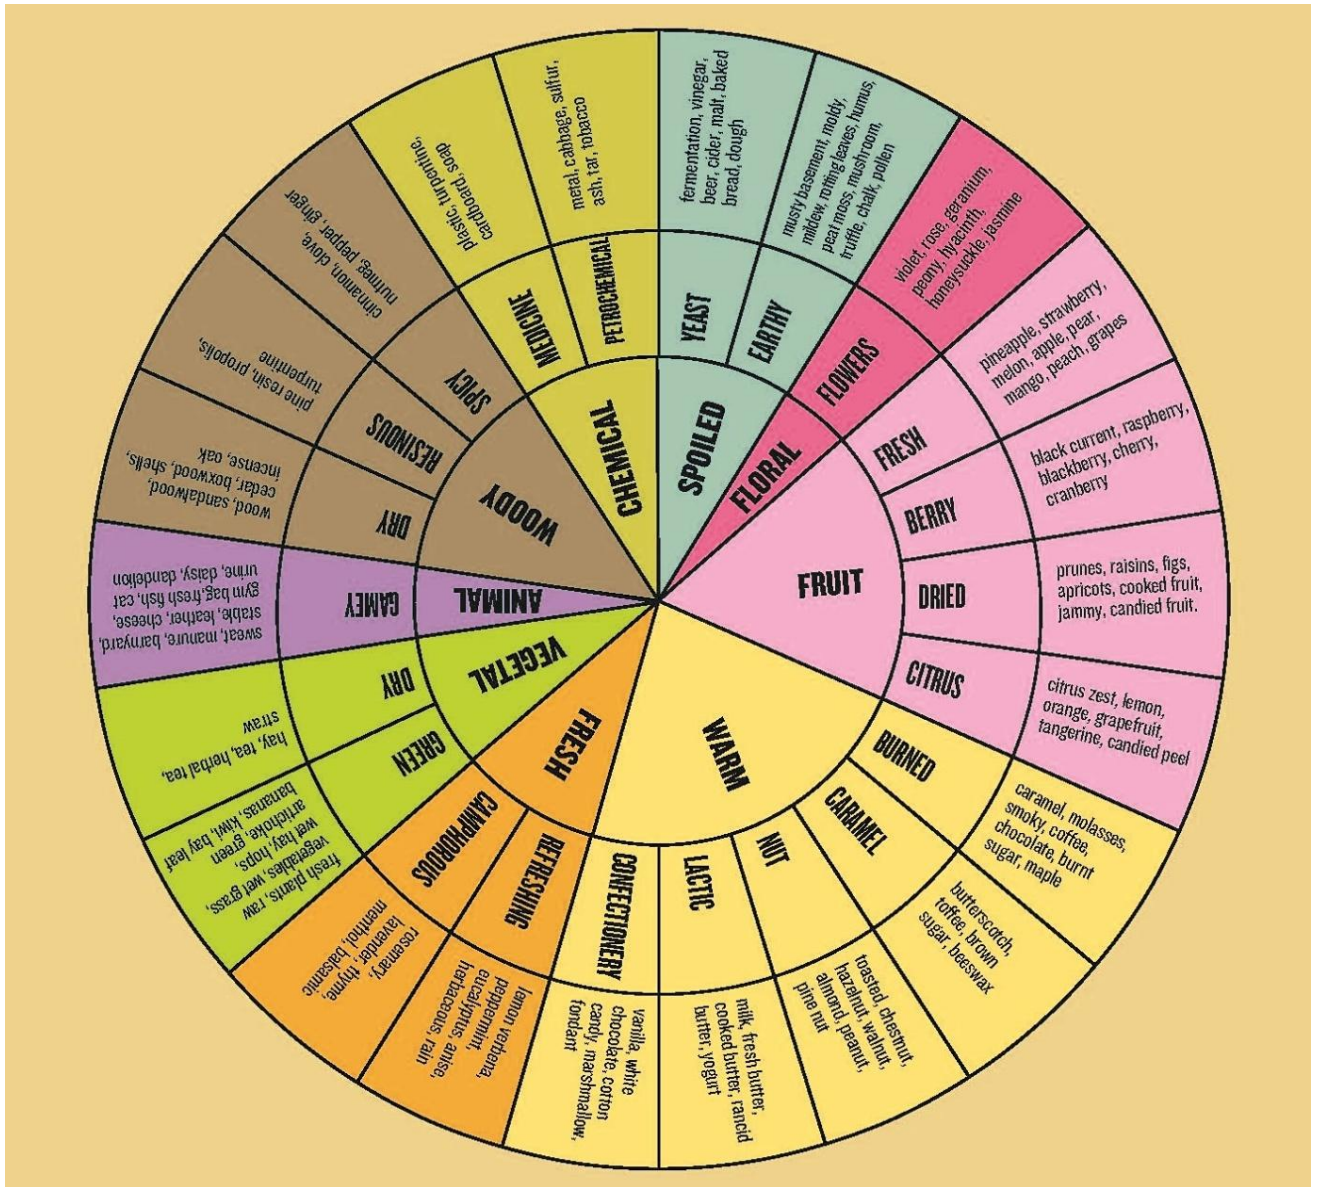 SPOILED
YEAST
fermentation, vinegar,
beer, cider, malt, baked
bread, dough
EARTHY
musty basement, moldy,
mildew, rotting leaves, humus,
peat moss, mushroom,
truffle, chalk, pollen
FLORAL
FLOWERS
violet, rose, geranium,
peony, hyacinth,
honeysuckle, jasmine
FRUIT
FRESH
pineapple, strawberry,
melon, apple, pear,
mango, peach, grapes
BERRY
black current, raspberry,
blackberry, cherry,
cranberry
DRIED
prunes, raisins, figs,
apricots, cooked fruit,
jammy, candied fruit.
CITRUS
citrus zest, lemon,
orange, grapefruit,
tangerine, candied peel
WARM
BURNED
caramel, molasses,
smoky, coffee,
chocolate, burnt
sugar, maple
CARAMEL
butterscotch,
toffee, brown
sugar, beeswax
NUT
toasted, chestnut,
hazelnut, walnut,
almond, peanut,
pine nut
LACTIC
milk, fresh butter,
cooked butter, rancid
butter, yogurt
CONFECTIONERY
vanilla, white
chocolate, cotton
candy, marshmallow,
fondant
FRESH
REFRESHING
lemon verbena,
peppermint,
eucalyptus, anise,
herbaceous, rain
CAMPHOROUS
rosemary,
lavender, thyme,
menthol, balsamic
VEGETAL
GREEN
fresh plants, raw
vegetables, wet grass,
wet hay, hops,
artichoke, green
bananas, kiwi, bay leaf
DRY
hay, tea, herbal tea,
straw
ANIMAL
GAMEY
sweat, manure, barnyard,
stable, leather, cheese,
gym bag, fresh fish, cat
urine, daisy, dandelion
WOODY
DRY
wood, sandalwood,
cedar, boxwood, shells,
incense, oak
RESINOUS
pine resin, propolis,
turpentine
SPICY
cinnamon, clove,
nutmeg, pepper, ginger
CHEMICAL
MEDICINE
plastic, turpentine,
cardboard, soap
PETROCHEMICAL
metal, cabbage, sulfur,
ash, tar, tobacco